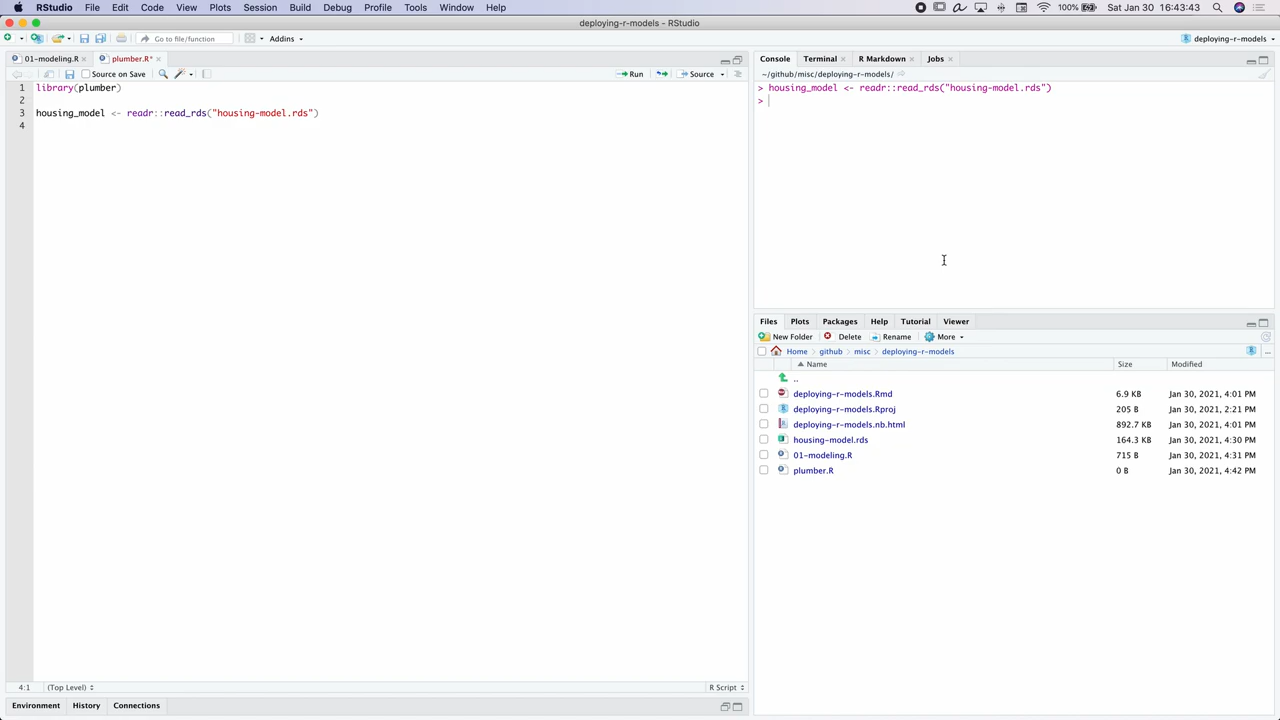 RStudio File Edit Code View Plots Session Build Debug Profile Tools Window Help 100% Sat Jan 30 16:43:43
deploying-r-models - RStudio
Go to file/function Addins deploying-r-models
01-modeling.R plumber.R*
Source on Save Run Source
1 library(plumber)
2
3 housing_model <- readr::read_rds("housing-model.rds")
4
4:1 (Top Level) R Script
Environment History Connections
Console Terminal R Markdown Jobs
~/github/misc/deploying-r-models/
> housing_model <- readr::read_rds("housing-model.rds")
>
Files Plots Packages Help Tutorial Viewer
New Folder Delete Rename More
Home github misc deploying-r-models ...
Name Size Modified
..
deploying-r-models.Rmd 6.9 KB Jan 30, 2021, 4:01 PM
deploying-r-models.Rproj 205 B Jan 30, 2021, 2:21 PM
deploying-r-models.nb.html 892.7 KB Jan 30, 2021, 4:01 PM
housing-model.rds 164.3 KB Jan 30, 2021, 4:30 PM
01-modeling.R 715 B Jan 30, 2021, 4:31 PM
plumber.R 0 B Jan 30, 2021, 4:42 PM